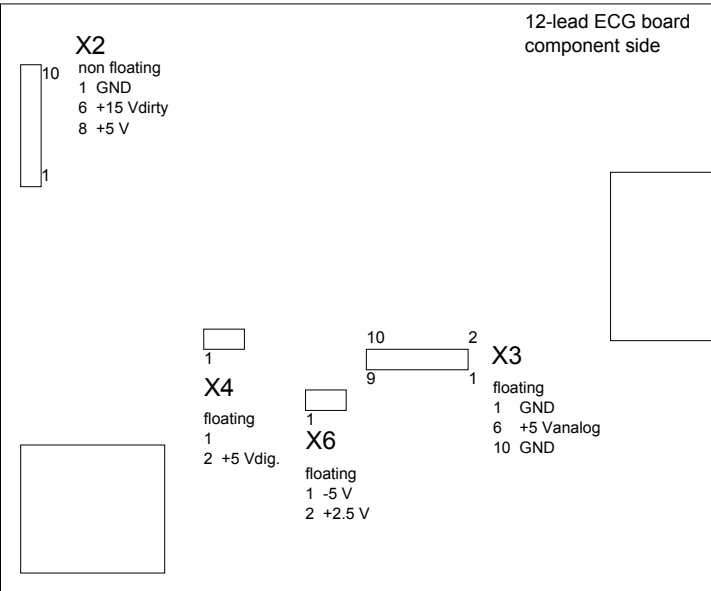 12-lead ECG board
component side
X2
10
non floating
1 GND
6 +15 Vdirty
8 +5 V
1
1
X4
floating
1
2 +5 Vdig.
1
X6
floating
1 -5 V
2 +2.5 V
10 2
9 1
X3
floating
1 GND
6 +5 Vanalog
10 GND